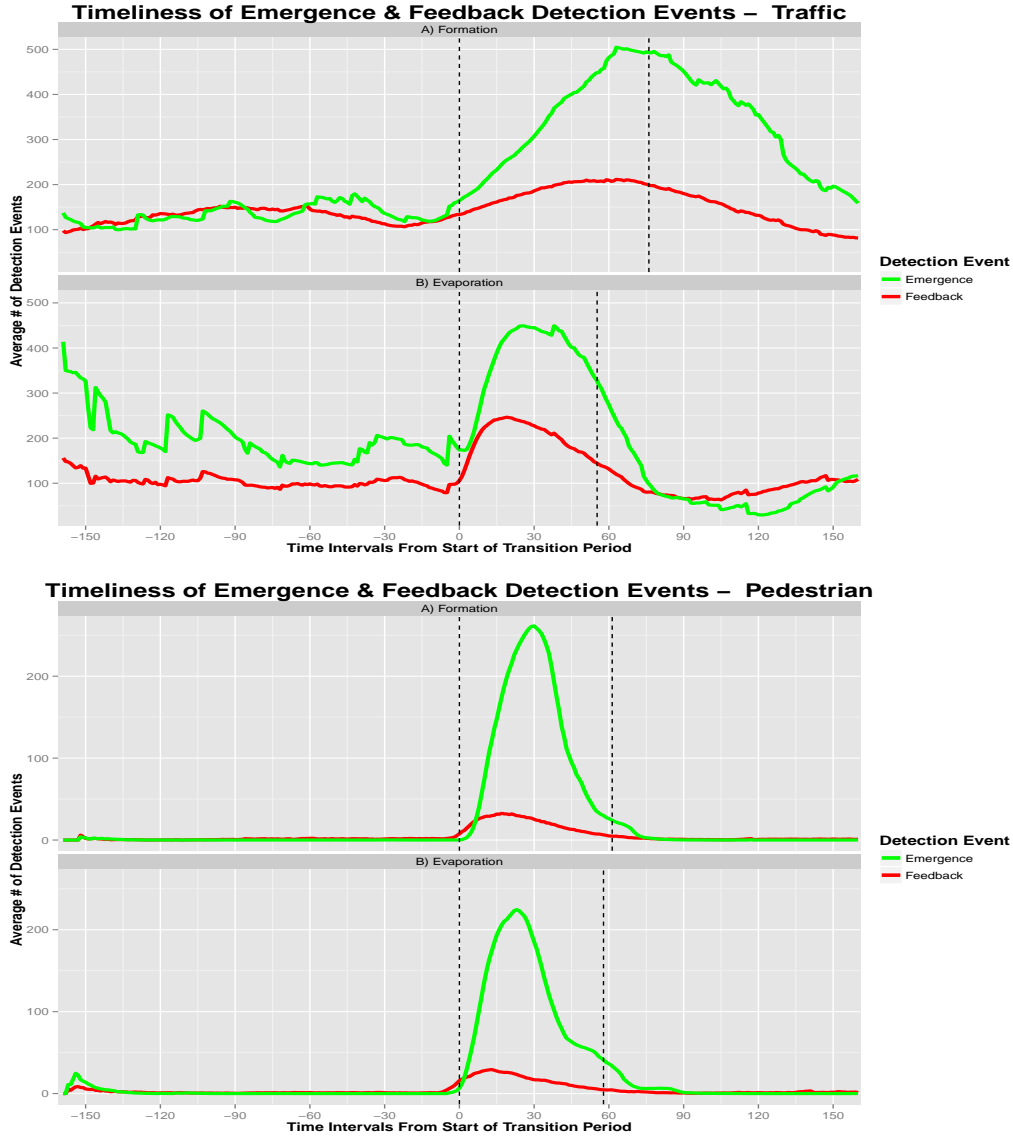 Timeliness of Emergence & Feedback Detection Events – Traffic
A) Formation
500
400
300
200
100
B) Evaporation
500
400
300
200
100
Average # of Detection Events
−150 −120 −90 −60 −30 0 30 60 90 120 150
Time Intervals From Start of Transition Period
Detection Event
Emergence
Feedback
Timeliness of Emergence & Feedback Detection Events – Pedestrian
A) Formation
200
100
0
B) Evaporation
200
100
0
Average # of Detection Events
−150 −120 −90 −60 −30 0 30 60 90 120 150
Time Intervals From Start of Transition Period
Detection Event
Emergence
Feedback